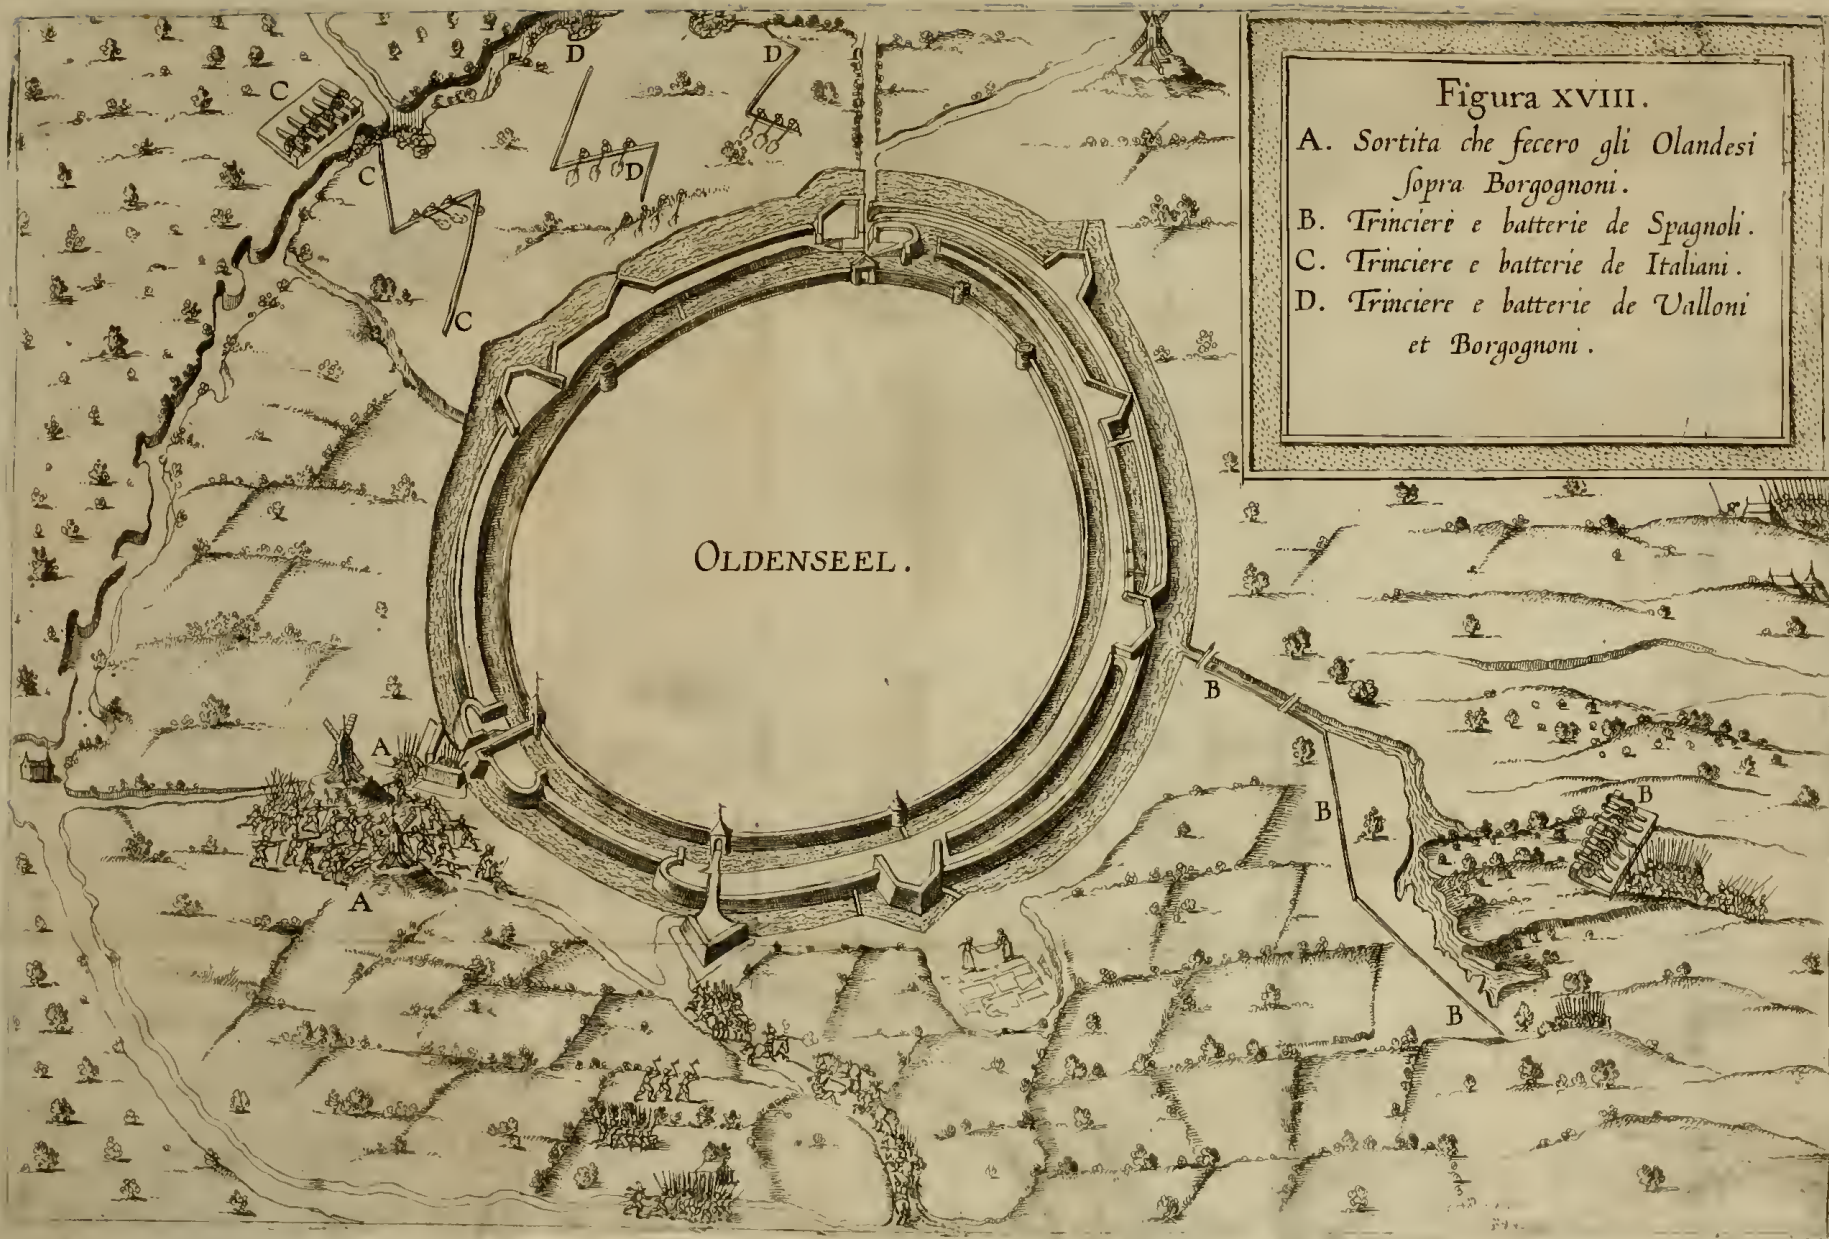 Figura XVIII.
A. Sortita che fecero gli Olandesi
ſopra Borgognoni.
B. Trinciere e batterie de Spagnoli.
C. Trinciere e batterie de Italiani.
D. Trinciere e batterie de Valloni
et Borgognoni.
D
D
C
D
C
C
OLDENSEEL.
B
A
B
B
A
B